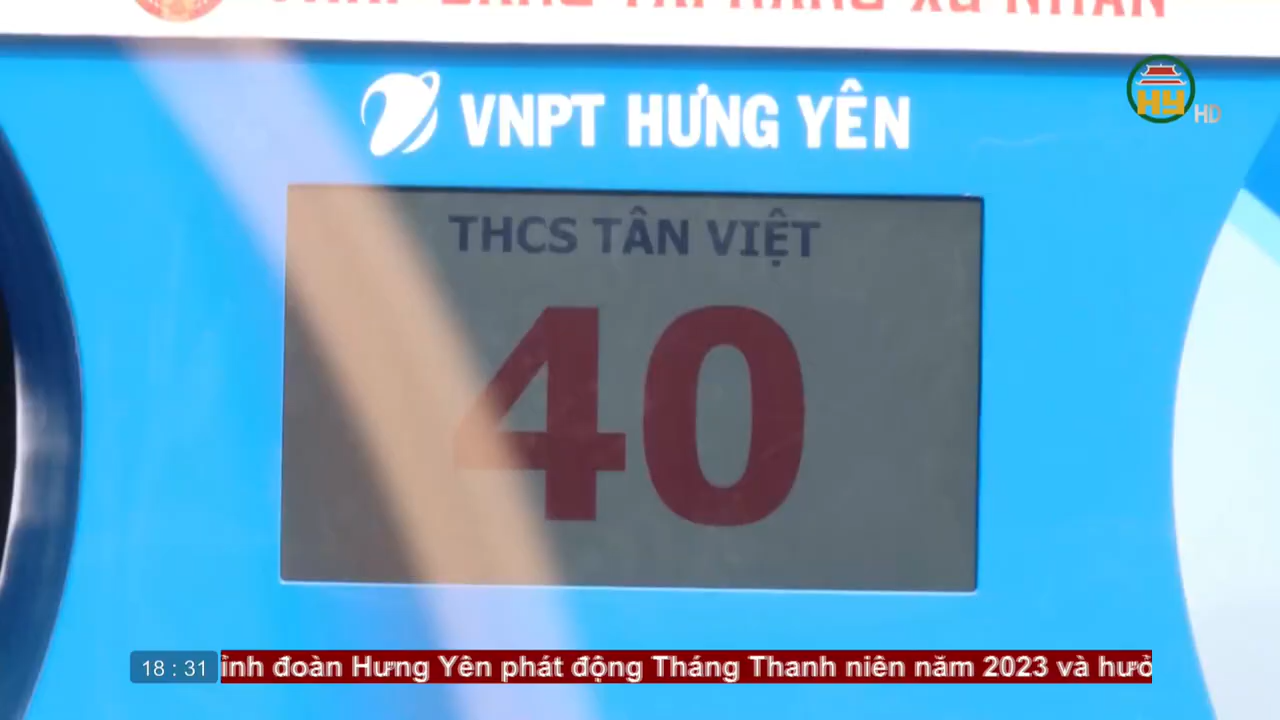 VNPT HƯNG YÊN
HY HD
THCS TÂN VIỆT
40
18 : 31 ỉnh đoàn Hưng Yên phát động Tháng Thanh niên năm 2023 và hưở